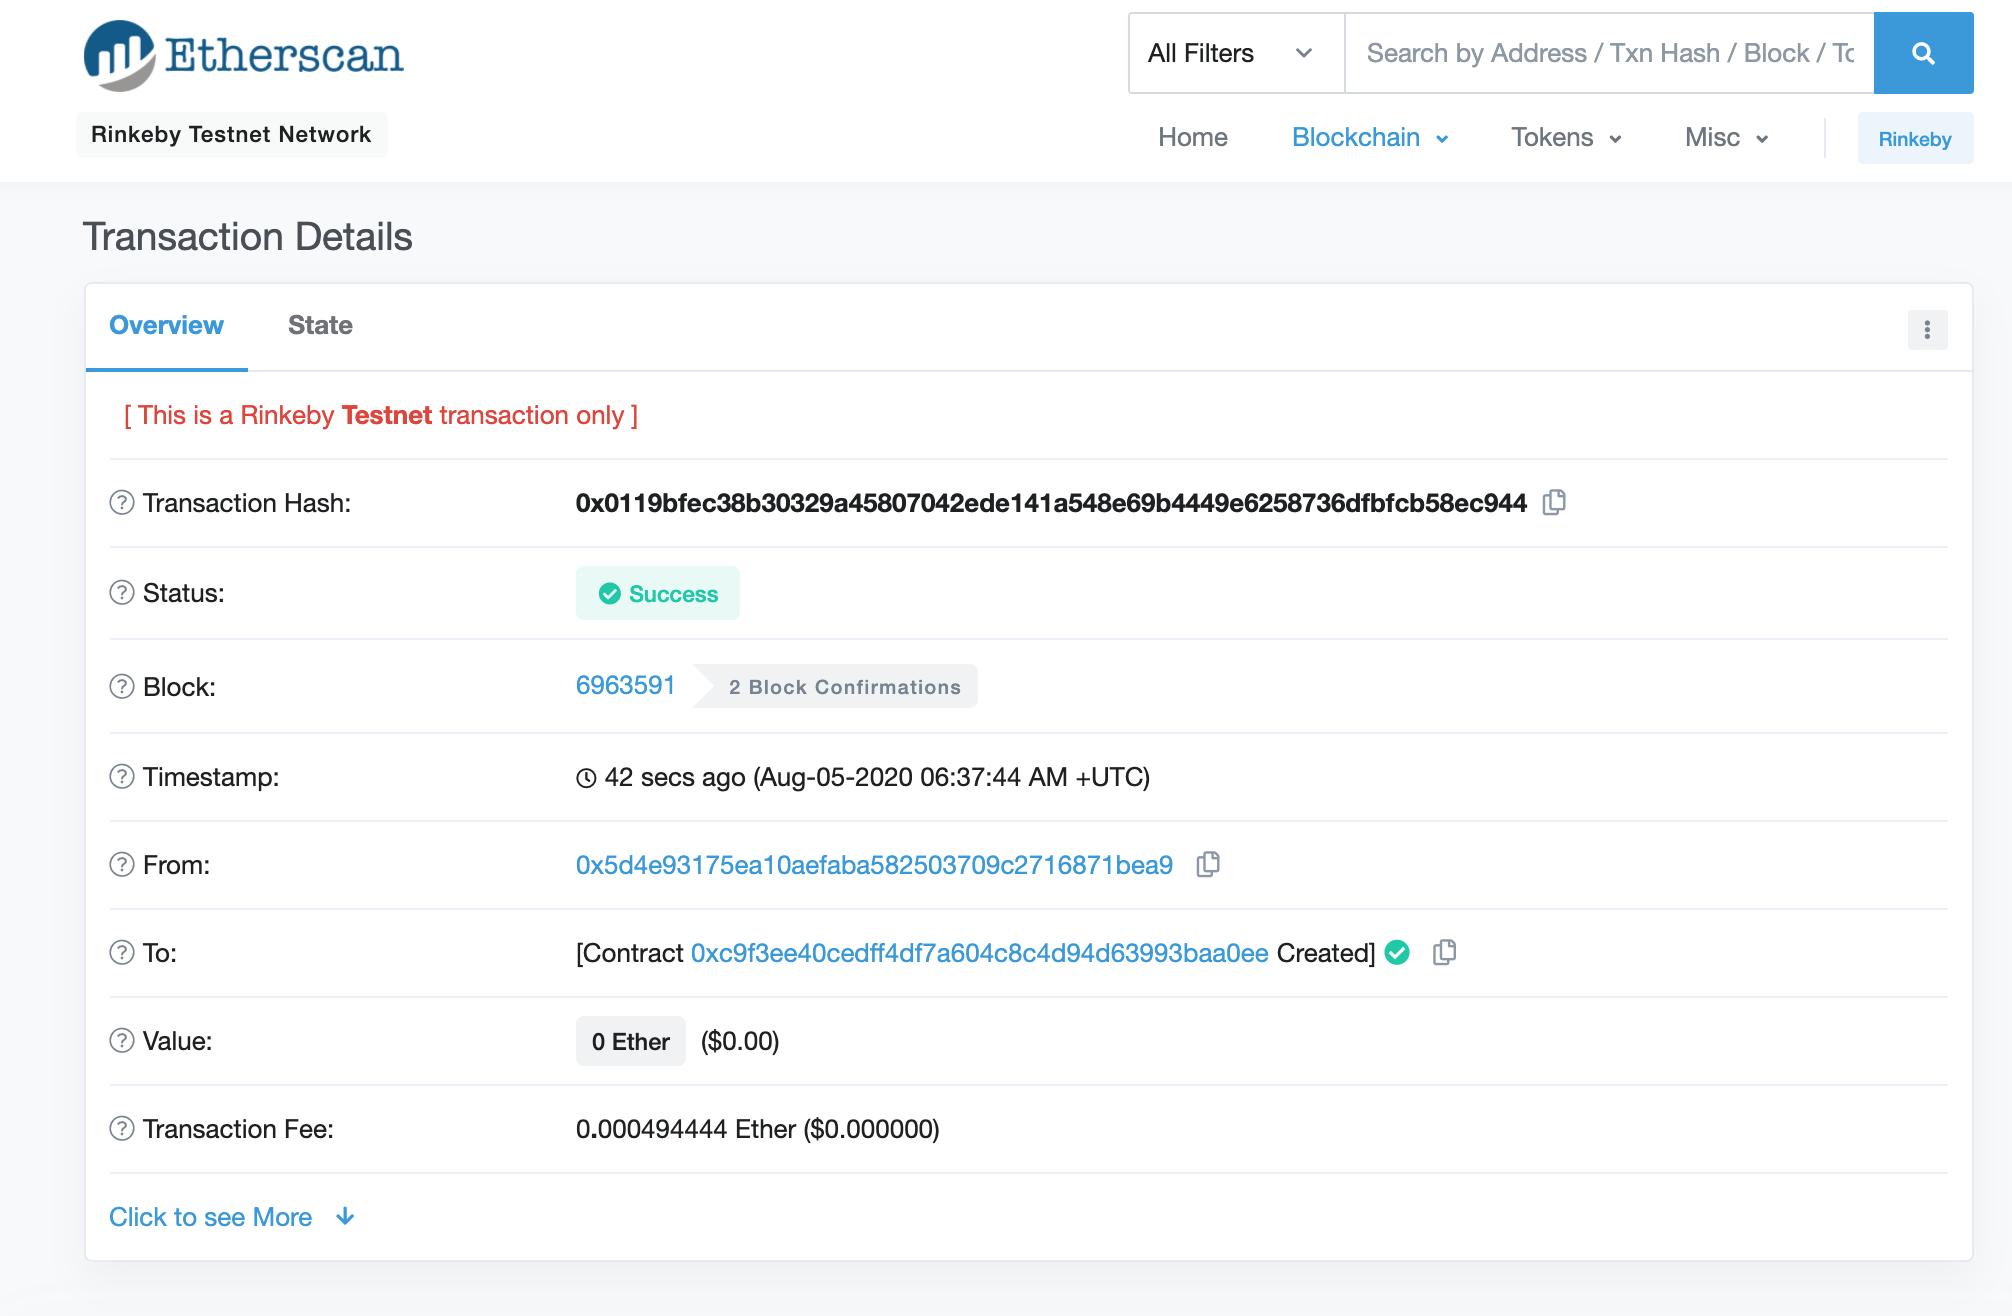 Etherscan
All Filters
Search by Address / Txn Hash / Block / To
Rinkeby Testnet Network
Home Blockchain Tokens Misc Rinkeby
Transaction Details
Overview State
[ This is a Rinkeby Testnet transaction only ]
Transaction Hash: 0x0119bfec38b30329a45807042ede141a548e69b4449e6258736dfbfcb58ec944
Status: Success
Block: 6963591 2 Block Confirmations
Timestamp: 42 secs ago (Aug-05-2020 06:37:44 AM +UTC)
From: 0x5d4e93175ea10aefaba582503709c2716871bea9
To: [Contract 0xc9f3ee40cedff4df7a604c8c4d94d63993baa0ee Created]
Value: 0 Ether ($0.00)
Transaction Fee: 0.000494444 Ether ($0.000000)
Click to see More